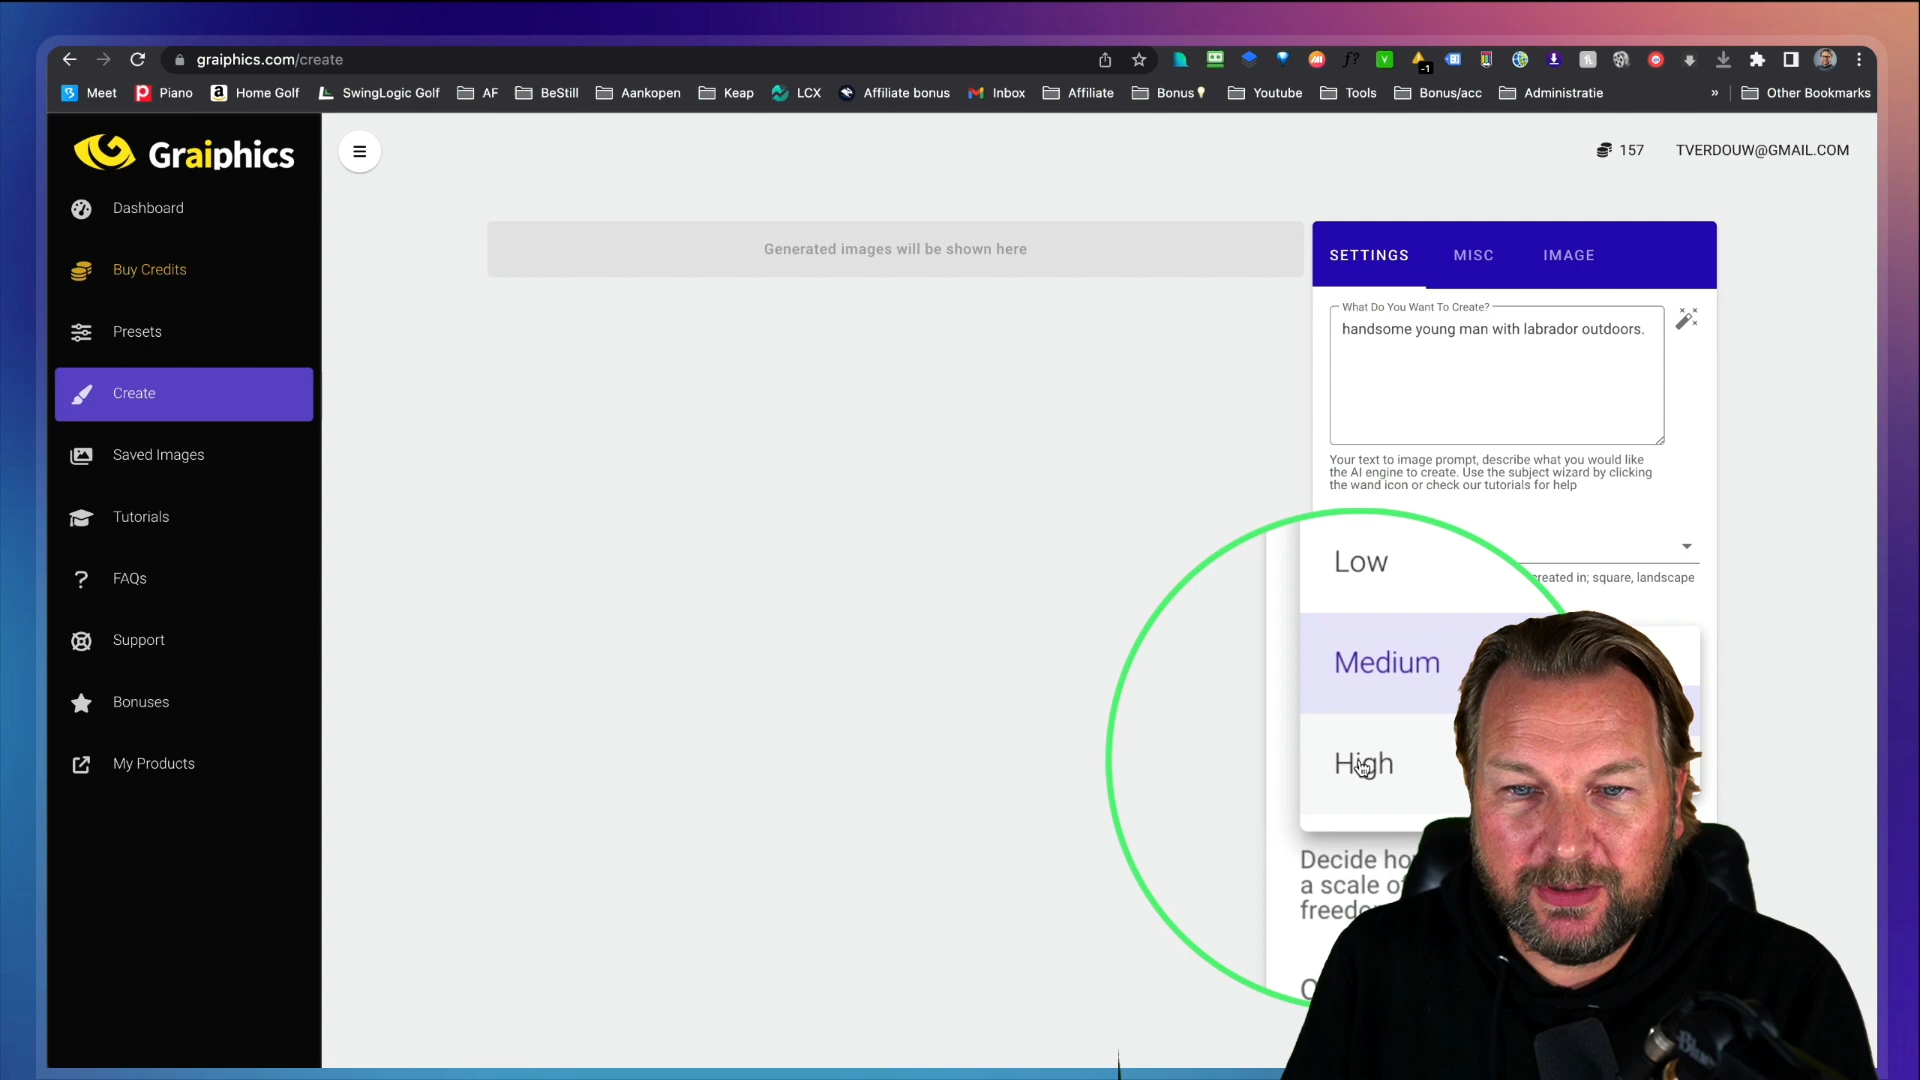 graiphics.com/create
f?
V
-1
Meet
Piano
a
Home Golf
SwingLogic Golf
AF
BeStill
Aankopen
Keap
LCX
Affiliate bonus
Inbox
Affiliate
Bonus
Youtube
Tools
Bonus/acc
Administratie
»
Other Bookmarks
Graiphics
157
TVERDOUW@GMAIL.COM
Dashboard
Buy Credits
Presets
Create
Saved Images
Tutorials
FAQs
Support
Bonuses
My Products
Generated images will be shown here
SETTINGS
MISC
IMAGE
What Do You Want To Create?
handsome young man with labrador outdoors.
Your text to image prompt, describe what you would like
the AI engine to create. Use the subject wizard by clicking
the wand icon or check our tutorials for help
Low
created in; square, landscape
Medium
High
Decide
a scale